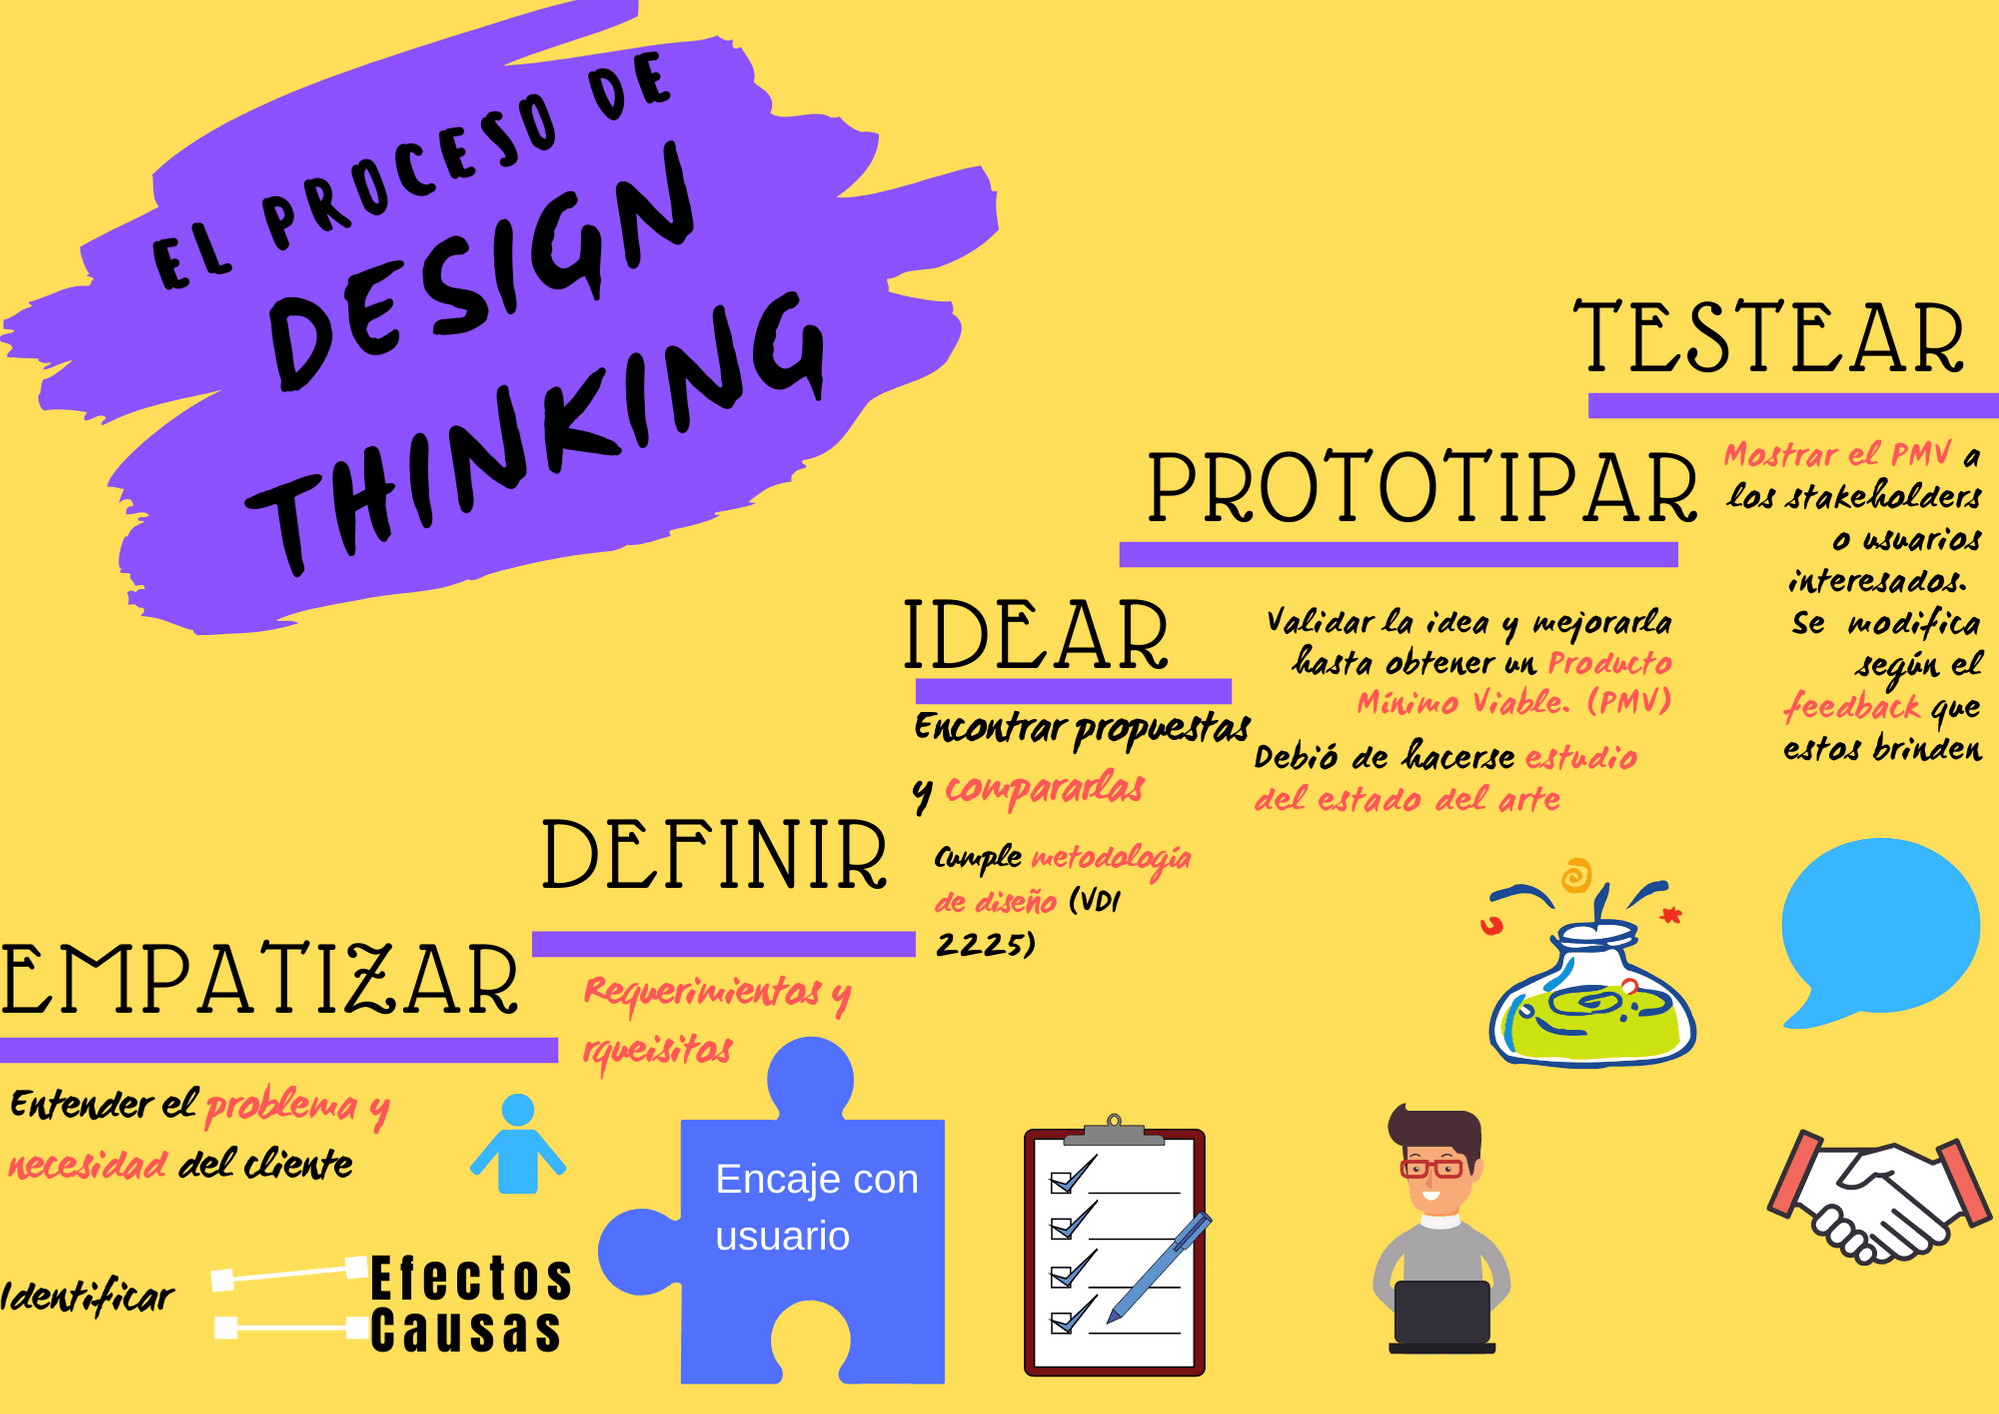 EL PROCESO DE
DESIGN
THINKING
EMPATIZAR
Entender el problema y
necesidad del cliente
Identificar
Efectos
Causas
DEFINIR
Requerimientos y
rqueisitos
Encaje con
usuario
IDEAR
Encontrar propuestas
y compararlas
Cumple metodología
de diseño (VDI
2225)
PROTOTIPAR
Validar la idea y mejorarla
hasta obtener un Producto
Mínimo Viable. (PMV)
Debió de hacerse estudio
del estado del arte
TESTEAR
Mostrar el PMV a
los stakeholders
o usuarios
interesados.
Se modifica
según el
feedback que
estos brinden